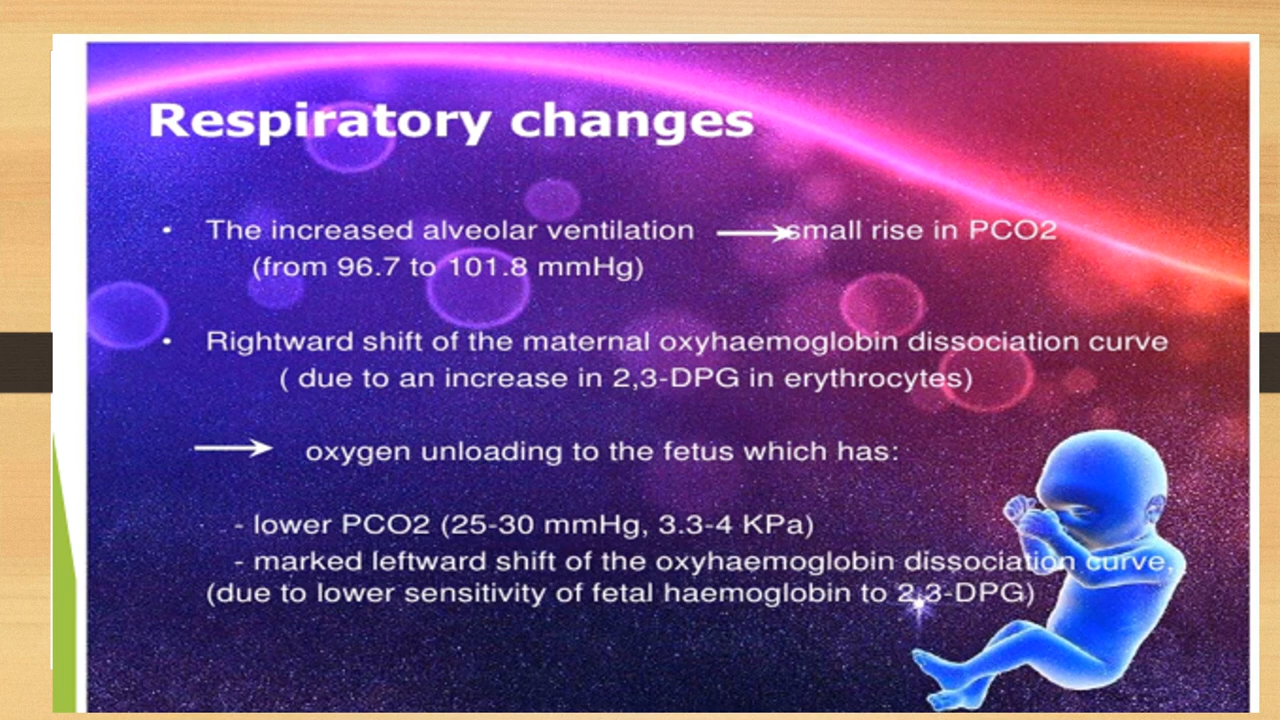 Respiratory changes
• The increased alveolar ventilation → small rise in PCO2
(from 96.7 to 101.8 mmHg)
• Rightward shift of the maternal oxyhaemoglobin dissociation curve
( due to an increase in 2,3-DPG in erythrocytes)
→ oxygen unloading to the fetus which has:
- lower PCO2 (25-30 mmHg, 3.3-4 KPa)
- marked leftward shift of the oxyhaemoglobin dissociation curve,
(due to lower sensitivity of fetal haemoglobin to 2,3-DPG)